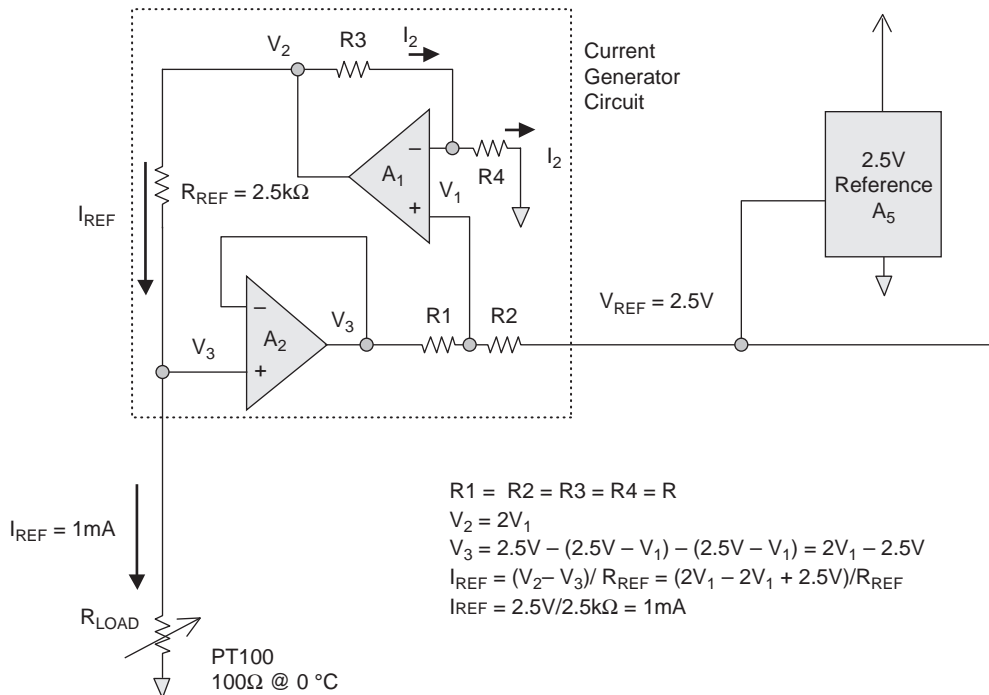 V2
R3
I2
Current
Generator
Circuit
−
A1
+
V1
R4
I2
2.5V
Reference
A5
RREF = 2.5kΩ
IREF
VREF = 2.5V
−
A2
+
V3
V3
R1
R2
IREF = 1mA
R1 = R2 = R3 = R4 = R
V2 = 2V1
V3 = 2.5V – (2.5V – V1) – (2.5V – V1) = 2V1 – 2.5V
IREF = (V2 – V3)/ RREF = (2V1 – 2V1 + 2.5V)/RREF
IREF = 2.5V/2.5kΩ = 1mA
RLOAD
PT100
100Ω @ 0 °C